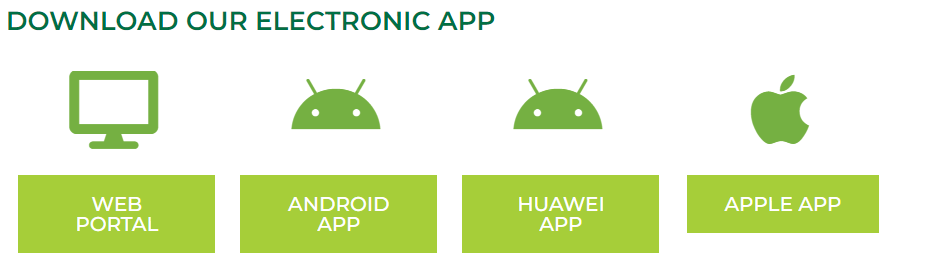 DOWNLOAD OUR ELECTRONIC APP
WEB
PORTAL
ANDROID
APP
HUAWEI
APP
APPLE APP